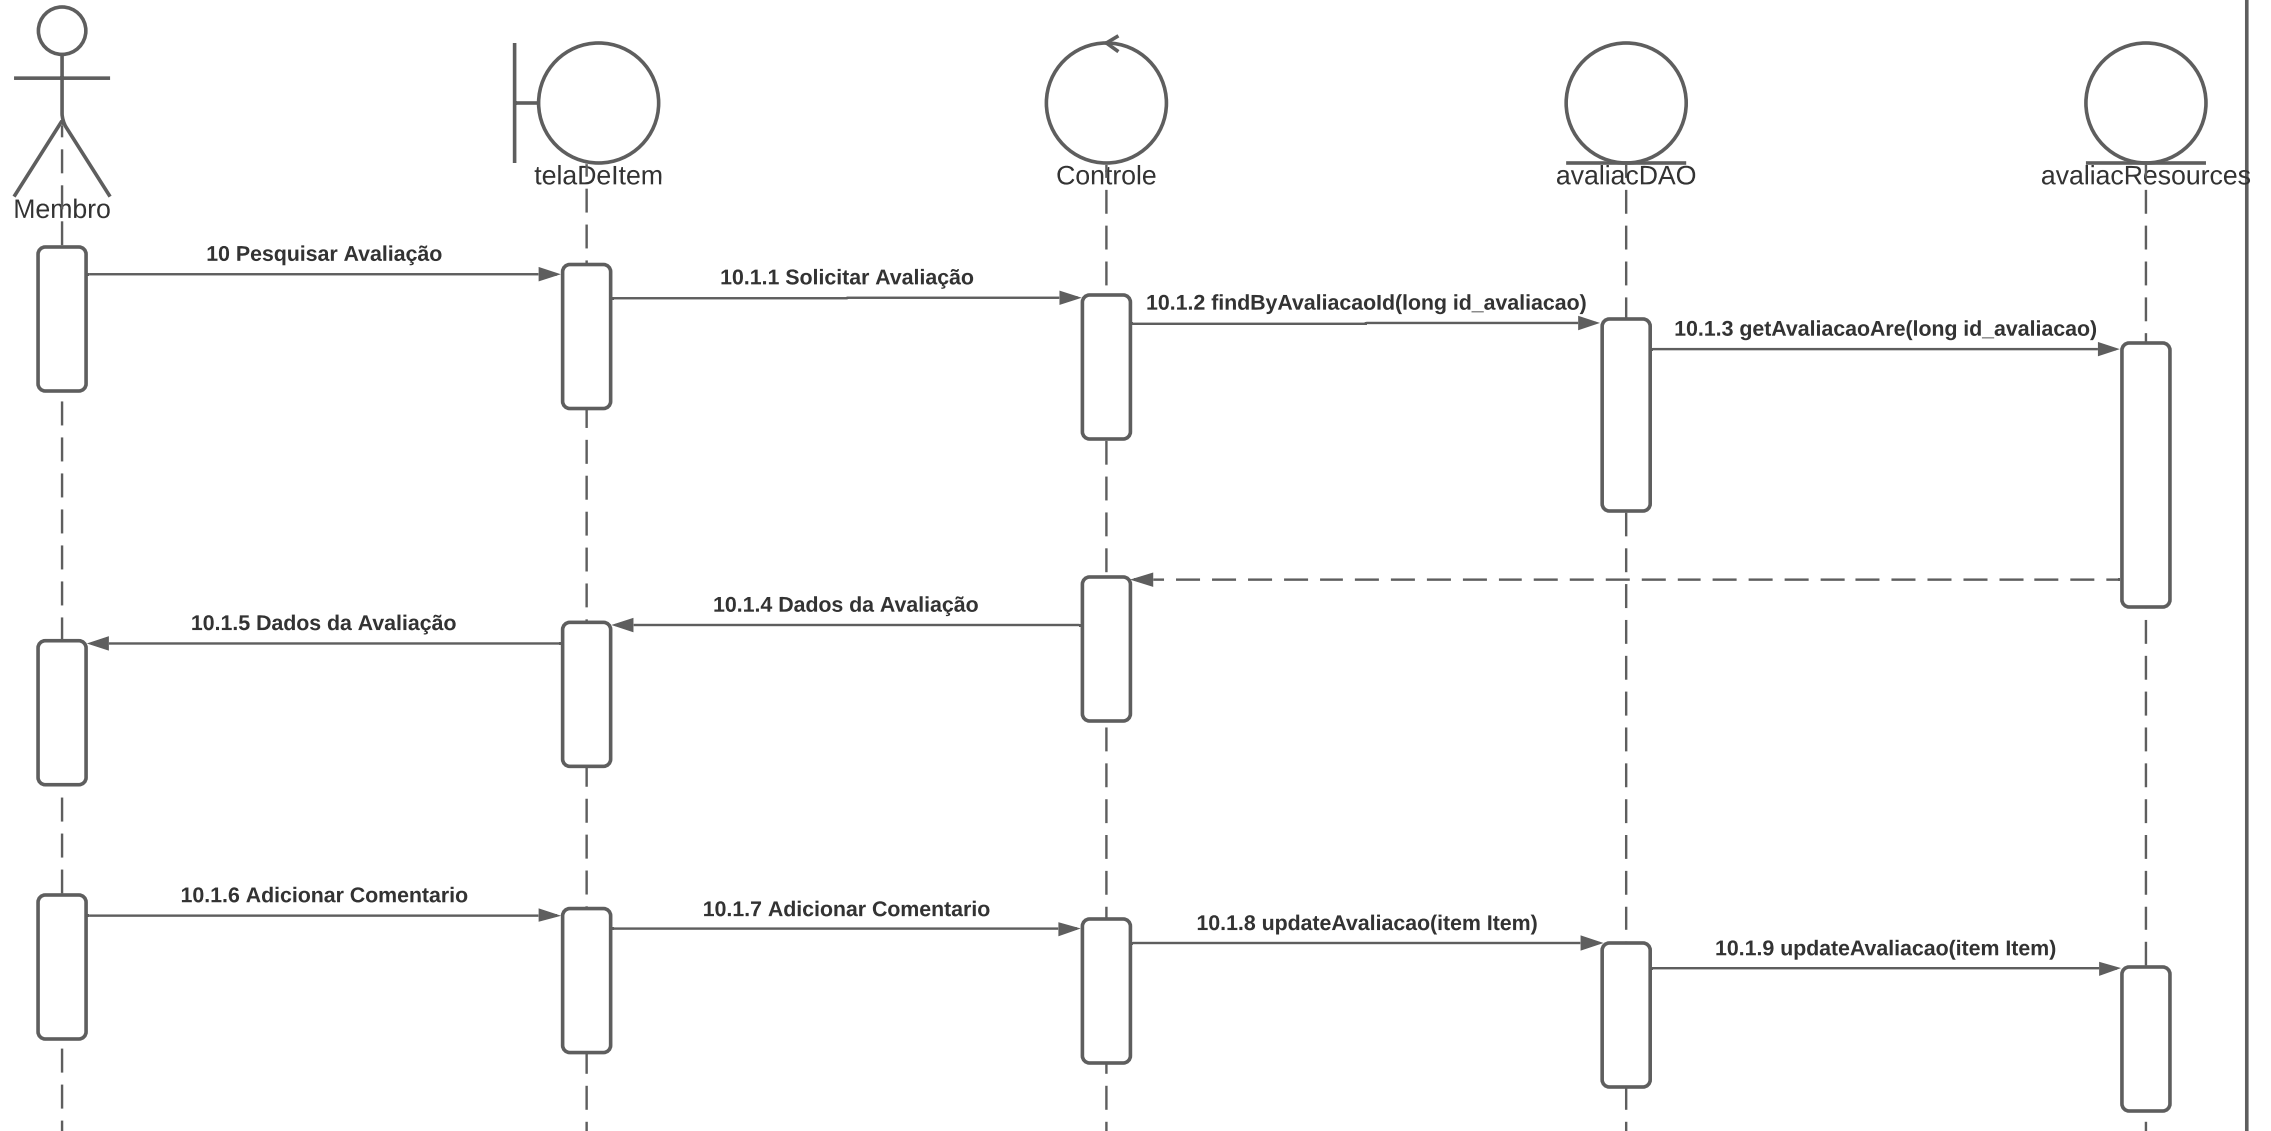 Membro
telaDeItem
Controle
avaliacDAO
avaliacResources
10 Pesquisar Avaliação
10.1.1 Solicitar Avaliação
10.1.2 findByAvaliacaoId(long id_avaliacao)
10.1.3 getAvaliacaoAre(long id_avaliacao)
10.1.4 Dados da Avaliação
10.1.5 Dados da Avaliação
10.1.6 Adicionar Comentario
10.1.7 Adicionar Comentario
10.1.8 updateAvaliacao(item Item)
10.1.9 updateAvaliacao(item Item)